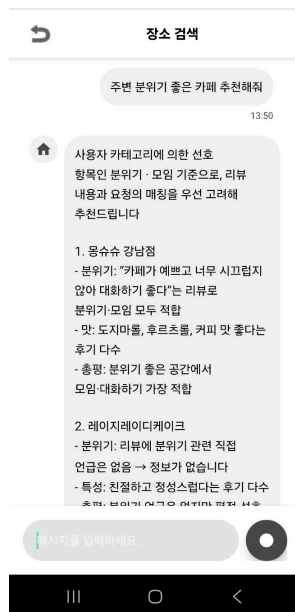 장소 검색
주변 분위기 좋은 카페 추천해줘
13:50
사용자 카테고리에 의한 선호
항목인 분위기 · 모임 기준으로, 리뷰
내용과 요청의 매칭을 우선 고려해
추천드립니다
1. 몽슈슈 강남점
- 분위기: “카페가 예쁘고 너무 시끄럽지
않아 대화하기 좋다”는 리뷰로
분위기·모임 모두 적합
- 맛: 도지마롤, 후르츠롤, 커피 맛 좋다는
후기 다수
- 총평: 분위기 좋은 공간에서
모임·대화하기 가장 적합
2. 레이지레이디케이크
- 분위기: 리뷰에 분위기 관련 직접
언급은 없음 → 정보가 없습니다
- 특성: 친절하고 정성스럽다는 후기 다수
메시지를 입력하세요...